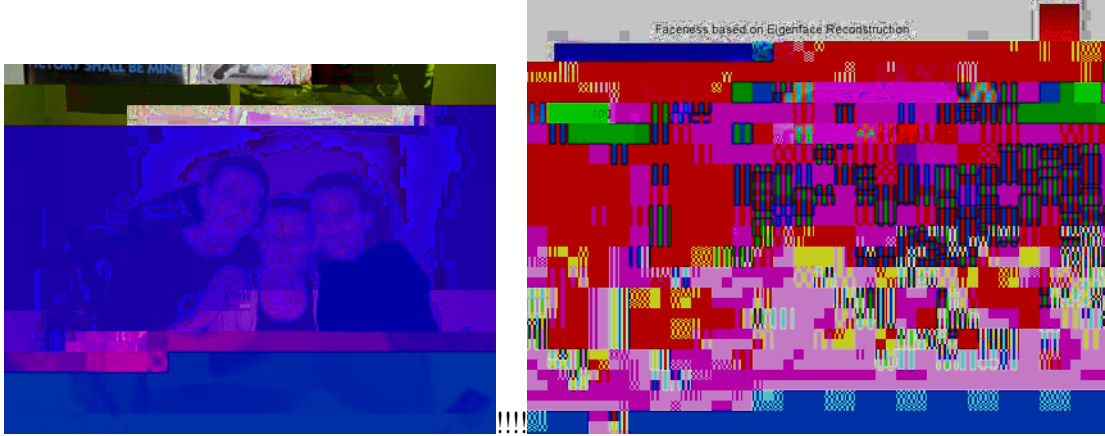 Faceness based on Eigenface Reconstruction
VICTORY SHALL BE MINE
!!!!